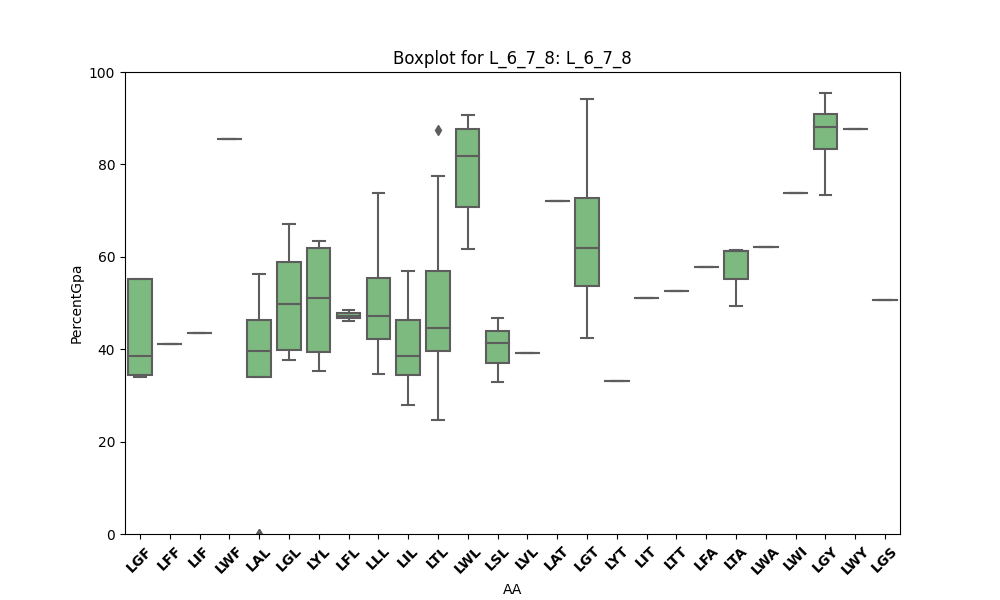 Boxplot for L_6_7_8: L_6_7_8
100
80
60
40
20
0
PercentGpa
LGF LFF LIF LWF LAL LGL LYL LFL LLL LIL LTL LWL LSL LVL LAT LGT LYT LIT LTT LFA LTA LWA LWI LGY LWY LGS
AA